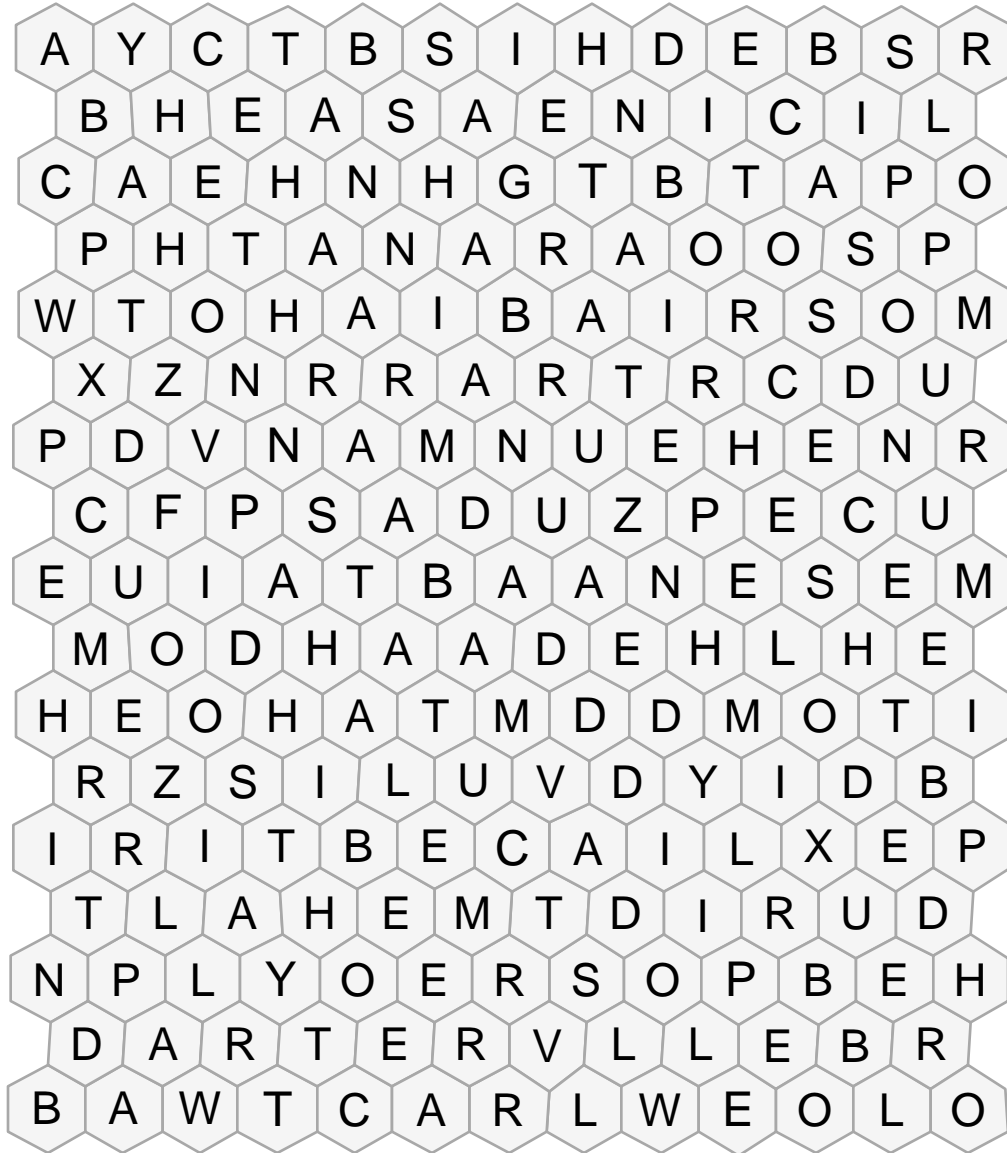 A Y C T B S I H D E B S R
B H E A S A E N I C I L
C A E H N H G T B T A P O
P H T A N A R A O O S P
W T O H A I B A I R S O M
X Z N R R A R T R C D U
P D V N A M N U E H E N R
C F P S A D U Z P E C U
E U I A T B A A N E S E M
M O D H A A D E H L H E
H E O H A T M D D M O T I
R Z S I L U V D Y I D B
I R I T B E C A I L X E P
T L A H E M T D I R U D
N P L Y O E R S O P B E H
D A R T E R V L L E B R
B A W T C A R L W E O L O